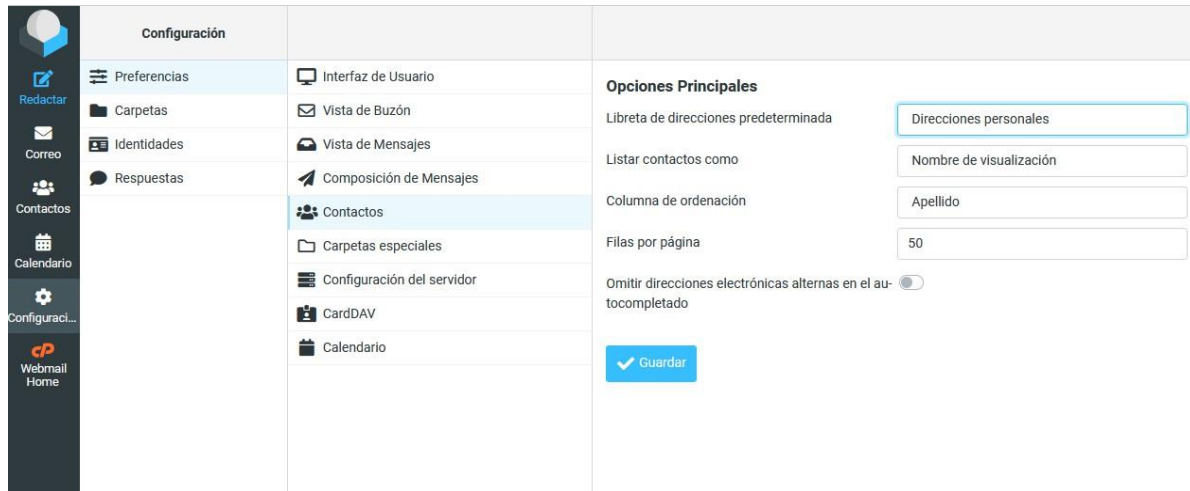 Redactar
Correo
Contactos
Calendario
Configuraci...
cP
Webmail
Home
Configuración
Preferencias
Carpetas
Identidades
Respuestas
Interfaz de Usuario
Vista de Buzón
Vista de Mensajes
Composición de Mensajes
Contactos
Carpetas especiales
Configuración del servidor
CardDAV
Calendario
Opciones Principales
Libreta de direcciones predeterminada
Direcciones personales
Listar contactos como
Nombre de visualización
Columna de ordenación
Apellido
Filas por página
50
Omitir direcciones electrónicas alternas en el au-
tocompletado
Guardar